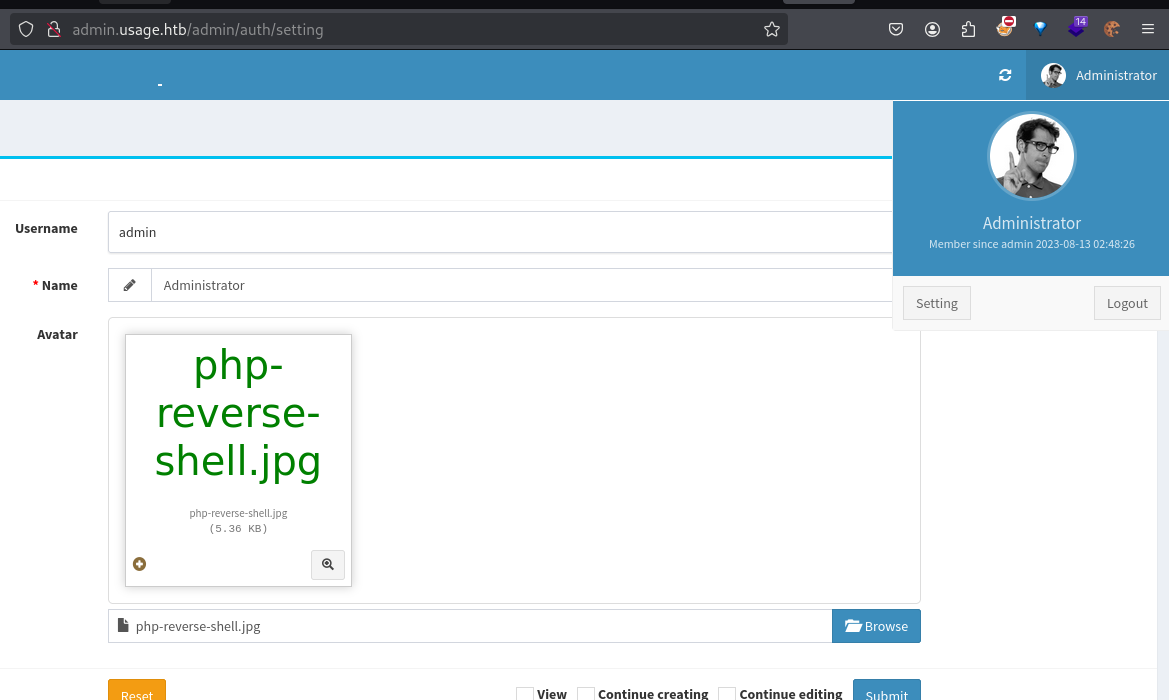 admin.usage.htb/admin/auth/setting
14
Administrator
Administrator
Member since admin 2023-08-13 02:48:26
Setting
Logout
Username
admin
* Name
Administrator
Avatar
php-
reverse-
shell.jpg
php-reverse-shell.jpg
(5.36 KB)
php-reverse-shell.jpg
Browse
Reset
View
Continue creating
Continue editing
Submit